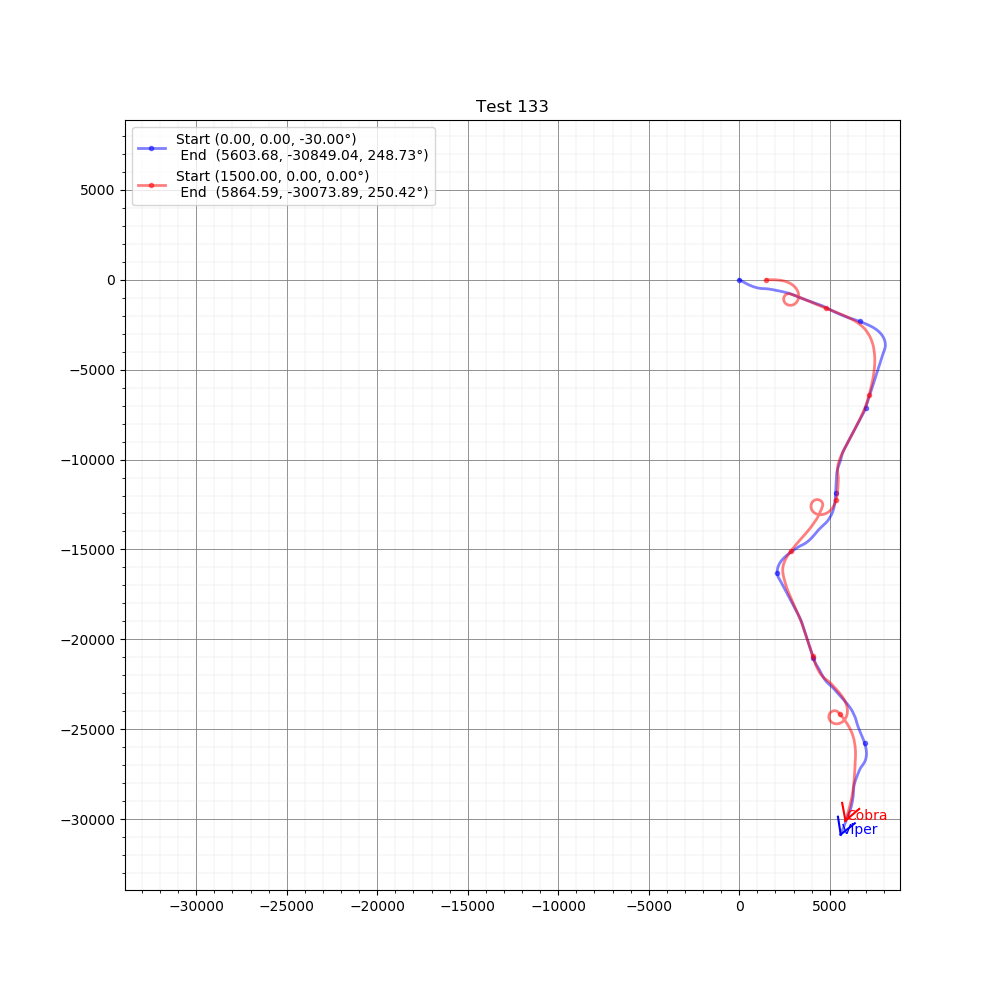 Test 133
Start (0.00, 0.00, -30.00°)
End (5603.68, -30849.04, 248.73°)
Start (1500.00, 0.00, 0.00°)
End (5864.59, -30073.89, 250.42°)
5000
0
−5000
−10000
−15000
−20000
−25000
−30000
Cobra
Viper
−30000 −25000 −20000 −15000 −10000 −5000 0 5000